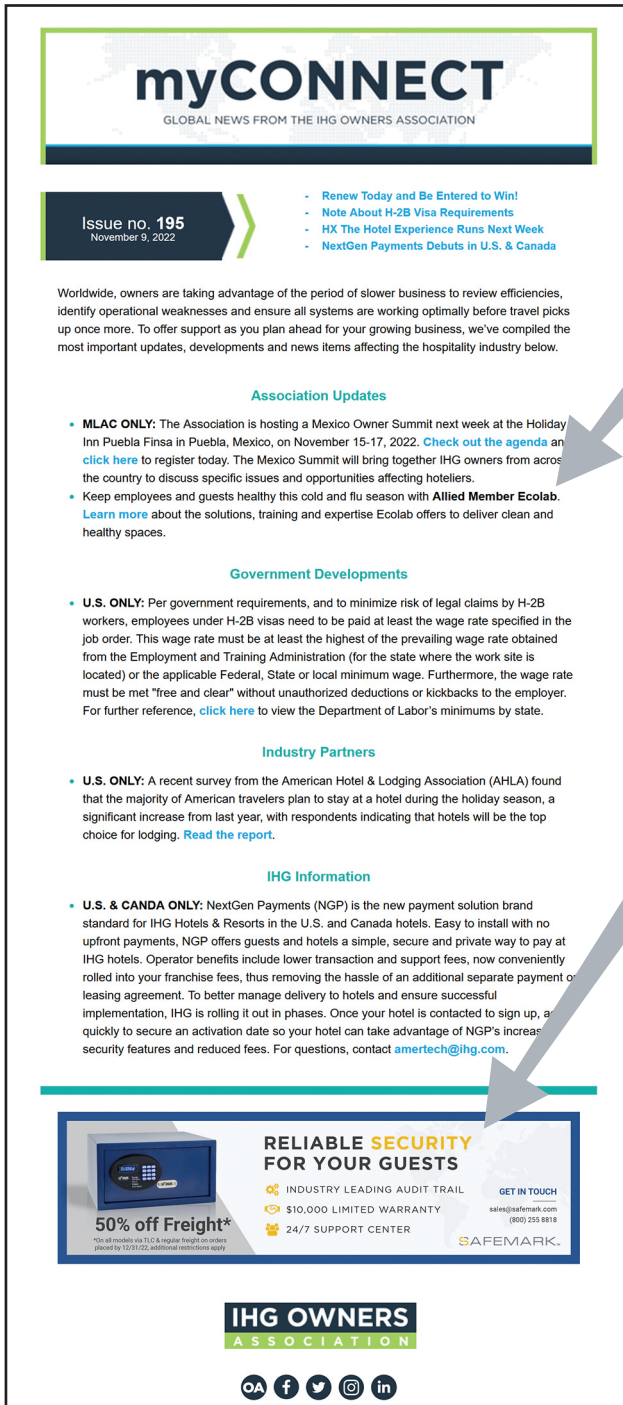 myCONNECT
GLOBAL NEWS FROM THE IHG OWNERS ASSOCIATION
Issue no. 195
November 9, 2022
- Renew Today and Be Entered to Win!
- Note About H-2B Visa Requirements
- HX The Hotel Experience Runs Next Week
- NextGen Payments Debuts in U.S. & Canada
Worldwide, owners are taking advantage of the period of slower business to review efficiencies,
identify operational weaknesses and ensure all systems are working optimally before travel picks
up once more. To offer support as you plan ahead for your growing business, we've compiled the
most important updates, developments and news items affecting the hospitality industry below.
Association Updates
• MLAC ONLY: The Association is hosting a Mexico Owner Summit next week at the Holiday
Inn Puebla Finsa in Puebla, Mexico, on November 15-17, 2022. Check out the agenda
click here to register today. The Mexico Summit will bring together IHG owners from
the country to discuss specific issues and opportunities affecting hoteliers.
• Keep employees and guests healthy this cold and flu season with Allied Member Ecolab.
Learn more about the solutions, training and expertise Ecolab offers to deliver clean and
healthy spaces.
Government Developments
• U.S. ONLY: Per government requirements, and to minimize risk of legal claims by H-2B
workers, employees under H-2B visas need to be paid at least the wage rate specified in the
job order. This wage rate must be at least the highest of the prevailing wage rate obtained
from the Employment and Training Administration (for the state where the work site is
located) or the applicable Federal, State or local minimum wage. Furthermore, the wage rate
must be met "free and clear" without unauthorized deductions or kickbacks to the employer.
For further reference, click here to view the Department of Labor's minimums by state.
Industry Partners
• U.S. ONLY: A recent survey from the American Hotel & Lodging Association (AHLA) found
that the majority of American travelers plan to stay at a hotel during the holiday season, a
significant increase from last year, with respondents indicating that hotels will be the top
choice for lodging. Read the report.
IHG Information
• U.S. & CANDA ONLY: NextGen Payments (NGP) is the new payment solution brand
standard for IHG Hotels & Resorts in the U.S. and Canada hotels. Easy to install with no
upfront payments, NGP offers guests and hotels a simple, secure and private way to pay at
IHG hotels. Operator benefits include lower transaction and support fees, now conveniently
rolled into your franchise fees, thus removing the hassle of an additional separate payment or
leasing agreement. To better manage delivery to hotels and ensure successful
implementation, IHG is rolling it out in phases. Once your hotel is contacted to sign up,
quickly to secure an activation date so your hotel can take advantage of NGP's
security features and reduced fees. For questions, contact amertech@ihg.com.
RELIABLE SECURITY
FOR YOUR GUESTS
INDUSTRY LEADING AUDIT TRAIL
$10,000 LIMITED WARRANTY
24/7 SUPPORT CENTER
50% off Freight*
*On all models via TLC & regular freight on orders
placed by 12/31/22, additional restrictions apply
GET IN TOUCH
sales@safemark.com
(800) 255 8818
SAFEMARK
IHG OWNERS
ASSOCIATION
OA